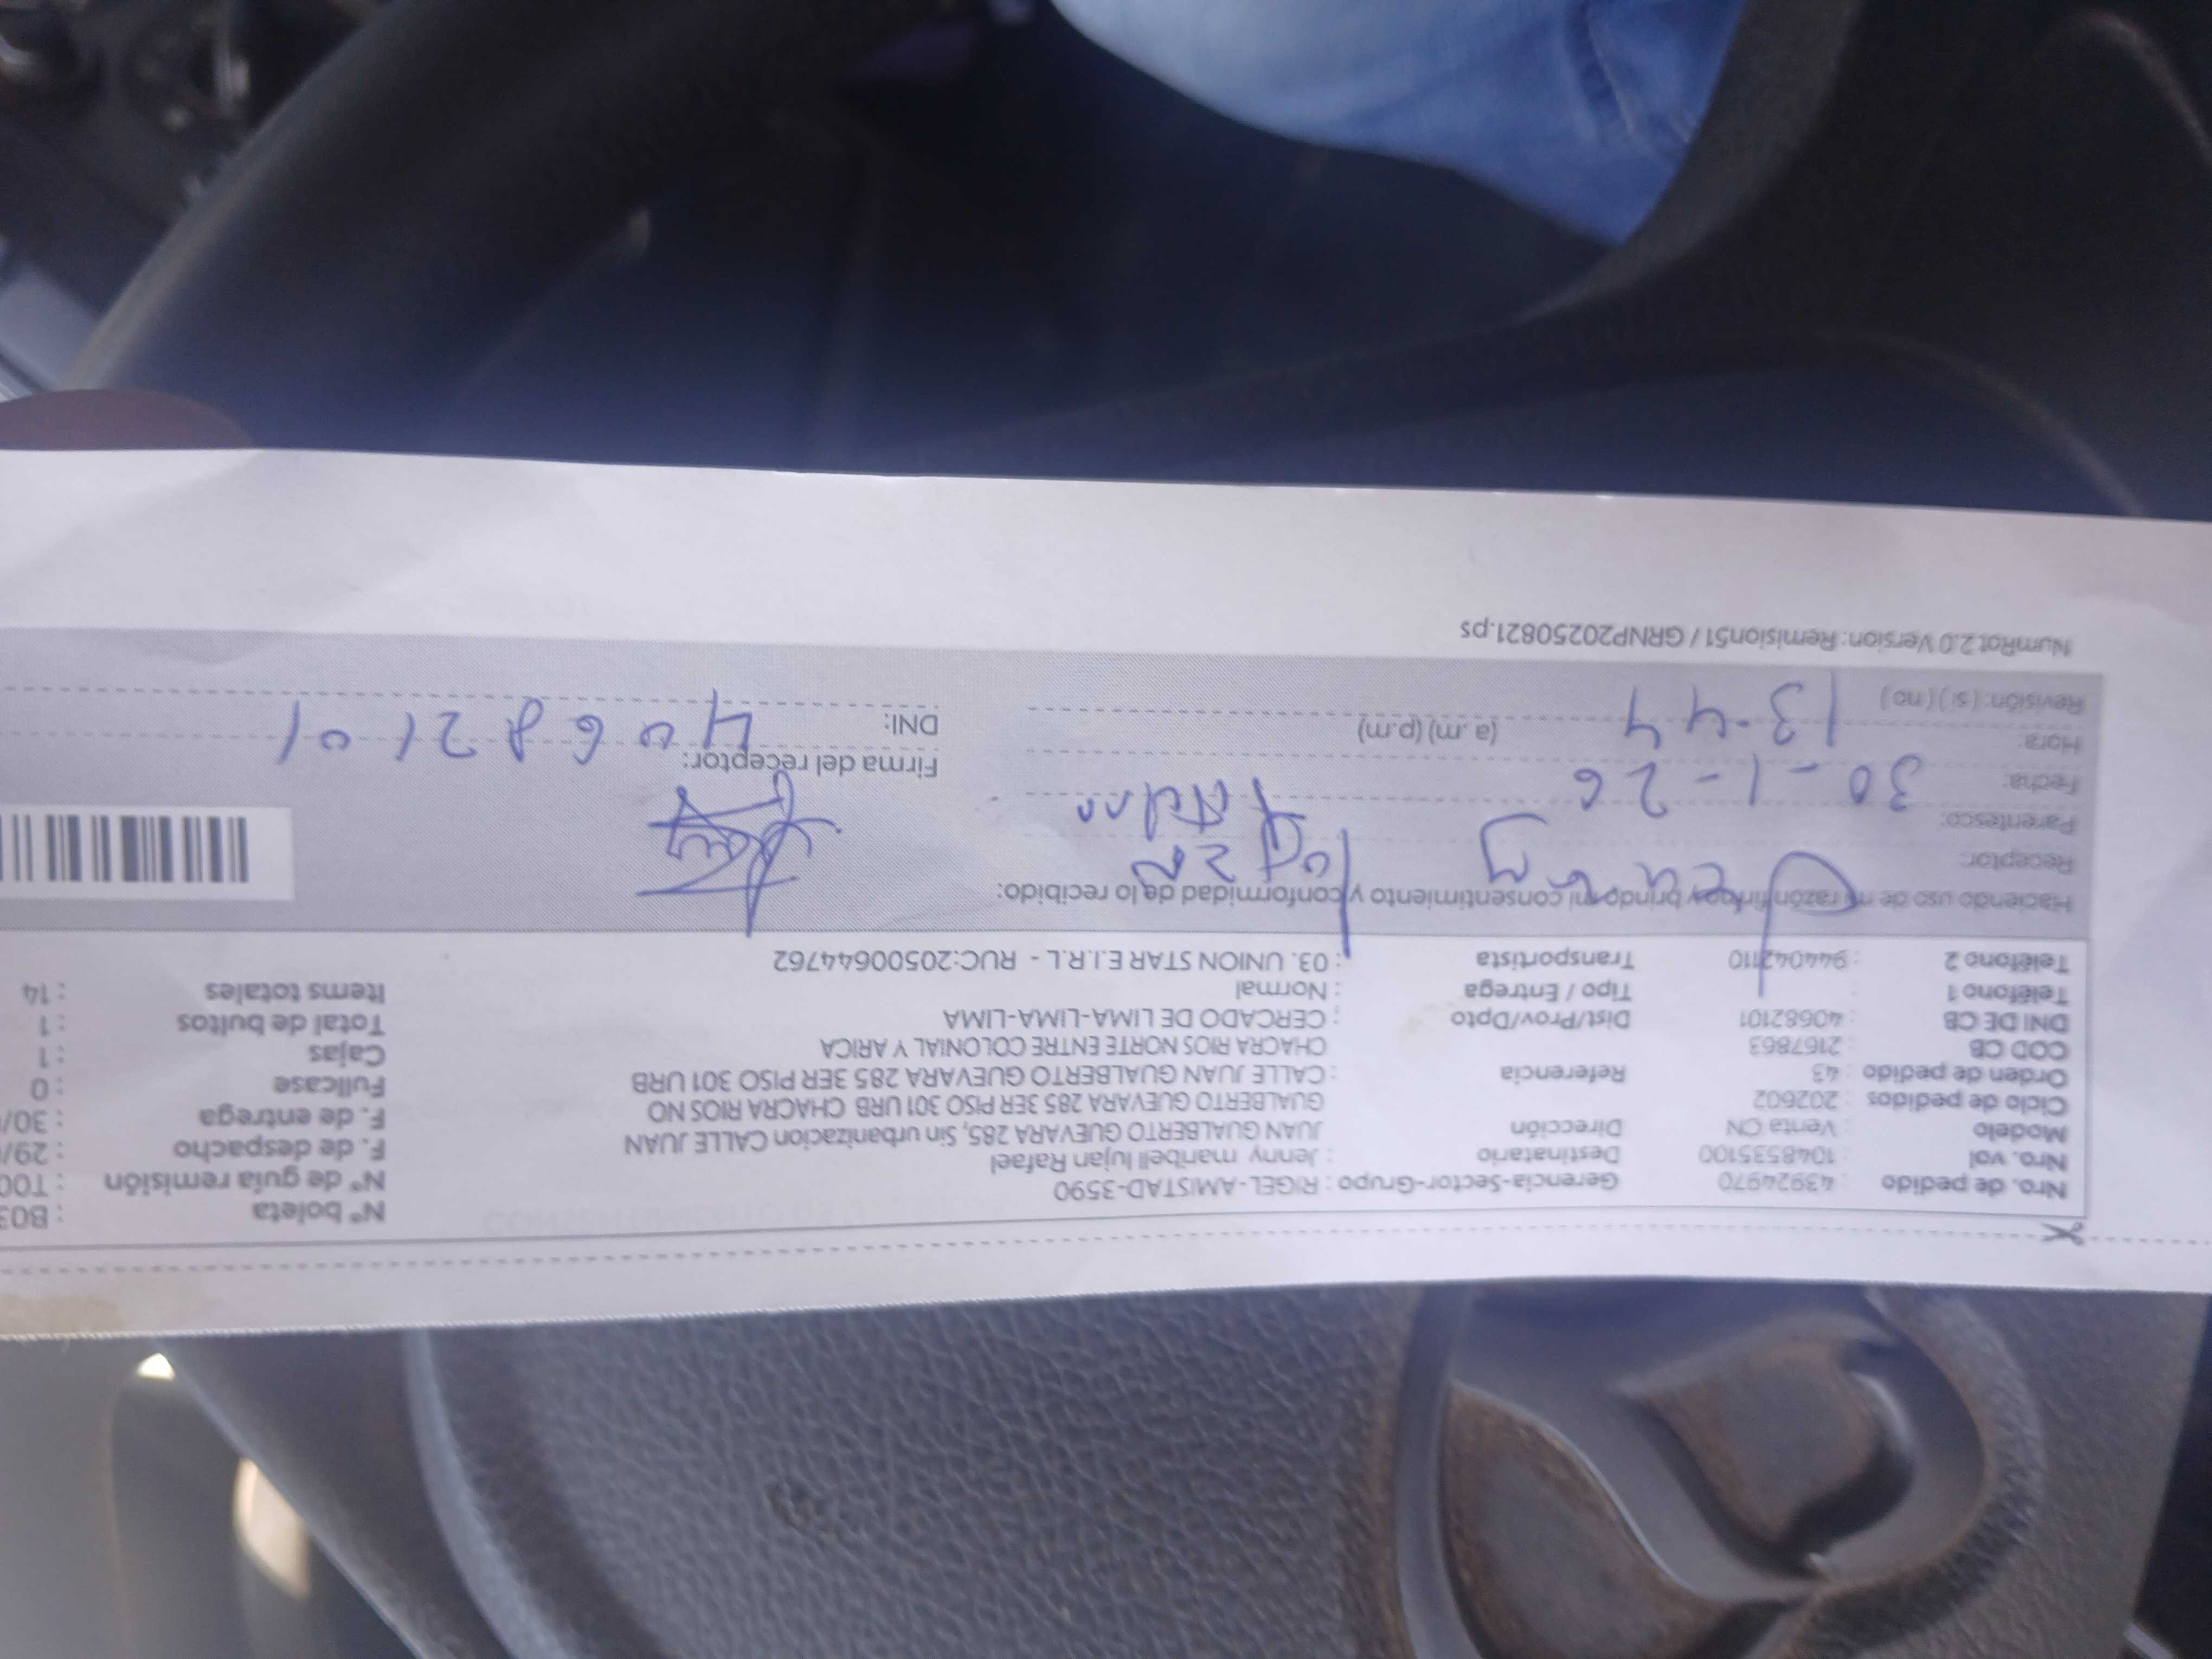 Nro. de pedido : 43924970 Gerencia-Sector-Grupo : RIGEL-AMISTAD-3590 N° boleta : B03
Nro. vol : 1048535100 Destinatario : Jenny maribell lujan Rafael N° de guía remisión : T00
Modelo : Venta CN Dirección JUAN GUALBERTO GUEVARA 285, Sin urbanizacion CALLE JUAN F. de despacho : 29/
Ciclo de pedidos : 202602 GUALBERTO GUEVARA 285 3ER PISO 301 URB CHACRA RIOS NO F. de entrega : 30/
Orden de pedido : 43 Referencia : CALLE JUAN GUALBERTO GUEVARA 285 3ER PISO 301 URB Fullcase : 0
COD CB : 2167863 CHACRA RIOS NORTE ENTRE COLONIAL Y ARICA Cajas : 1
DNI DE CB : 40682101 Dist/Prov/Dpto : CERCADO DE LIMA-LIMA-LIMA Total de bultos : 1
Teléfono 1 : Tipo / Entrega : Normal Items totales : 14
Teléfono 2 : 944042110 Transportista : 03. UNION STAR E.I.R.L - RUC:20500644762
Haciendo uso de mi razón firmo y brindo mi consentimiento y conformidad de lo recibido:
Receptor:
Parentesco:
Fecha: 30-1-26 Firma del receptor:
Hora: 13.44 (a.m) (p.m) DNI: 40682101
Revisión: ( si ) ( no )
NumRot 2.0 Version: Remision51 / GRNP20250821.ps